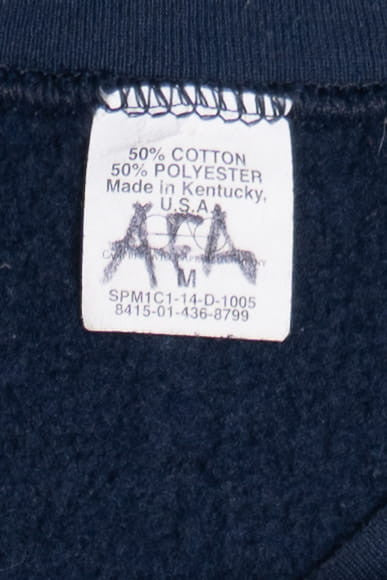 50% COTTON
50% POLYESTER
Made in Kentucky,
U.S.A.
AFA
M
SPM1C1-14-D-1005
8415-01-436-8799